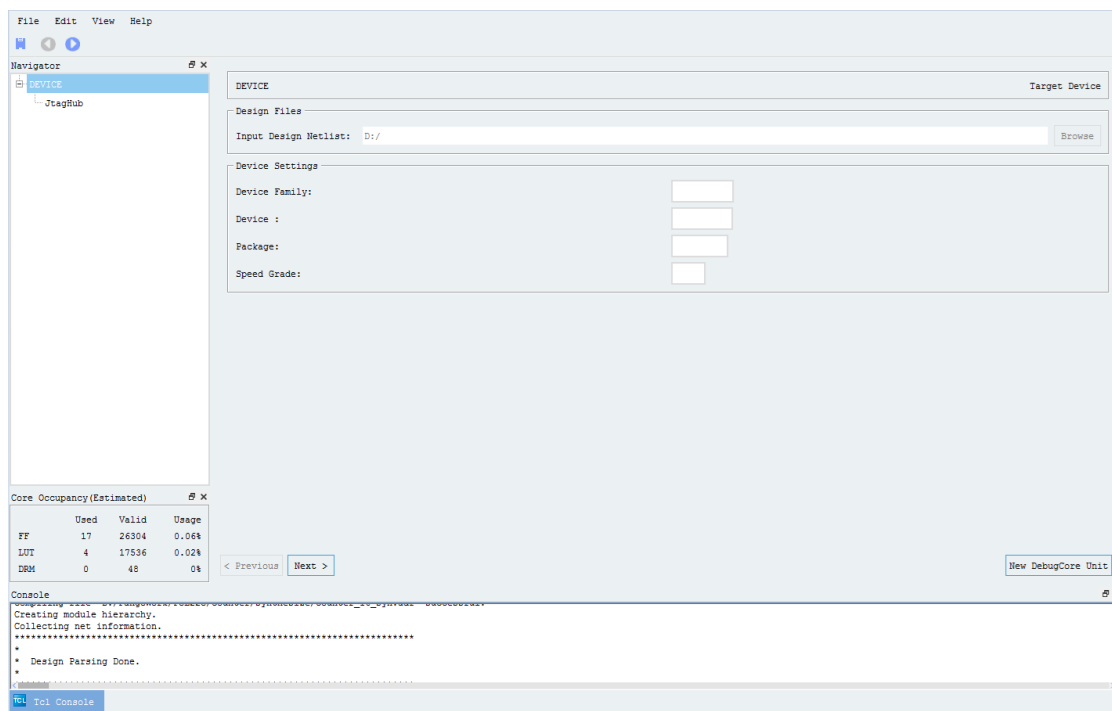 File Edit View Help
Navigator
DEVICE
JtagHub
DEVICE Target Device
Design Files
Input Design Netlist: D:/ Browse
Device Settings
Device Family:
Device :
Package:
Speed Grade:
Core Occupancy(Estimated)
Used Valid Usage
FF 17 26304 0.06%
LUT 4 17536 0.02%
DRM 0 48 0%
< Previous Next > New DebugCore Unit
Console
Creating module hierarchy.
Collecting net information.
*****************************************************************************
*
* Design Parsing Done.
*
TCL Tcl Console